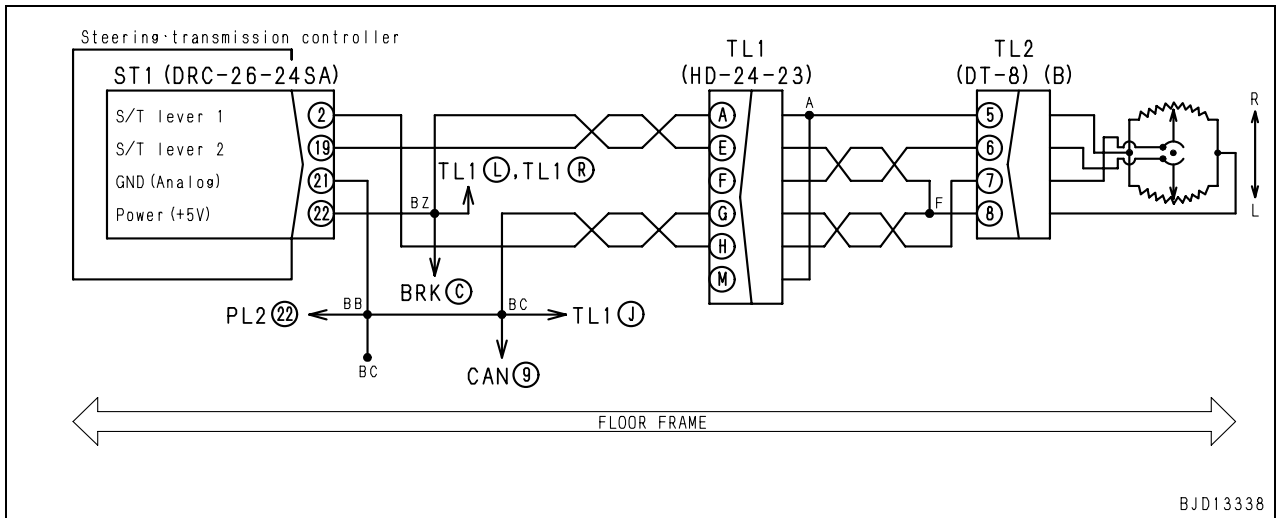 Steering·transmission controller
ST1 (DRC-26-24SA)
S/T lever 1 2
S/T lever 2 19
GND (Analog) 21
Power (+5V) 22
TL1 (L), TL1 (R)
BZ
BRK (C)
PL2 (22)
BB
BC
BC
TL1 (J)
CAN (9)
TL1
(HD-24-23)
A
E
F
G
H
M
A
F
TL2
(DT-8) (B)
5
6
7
8
R
L
FLOOR FRAME
BJD13338